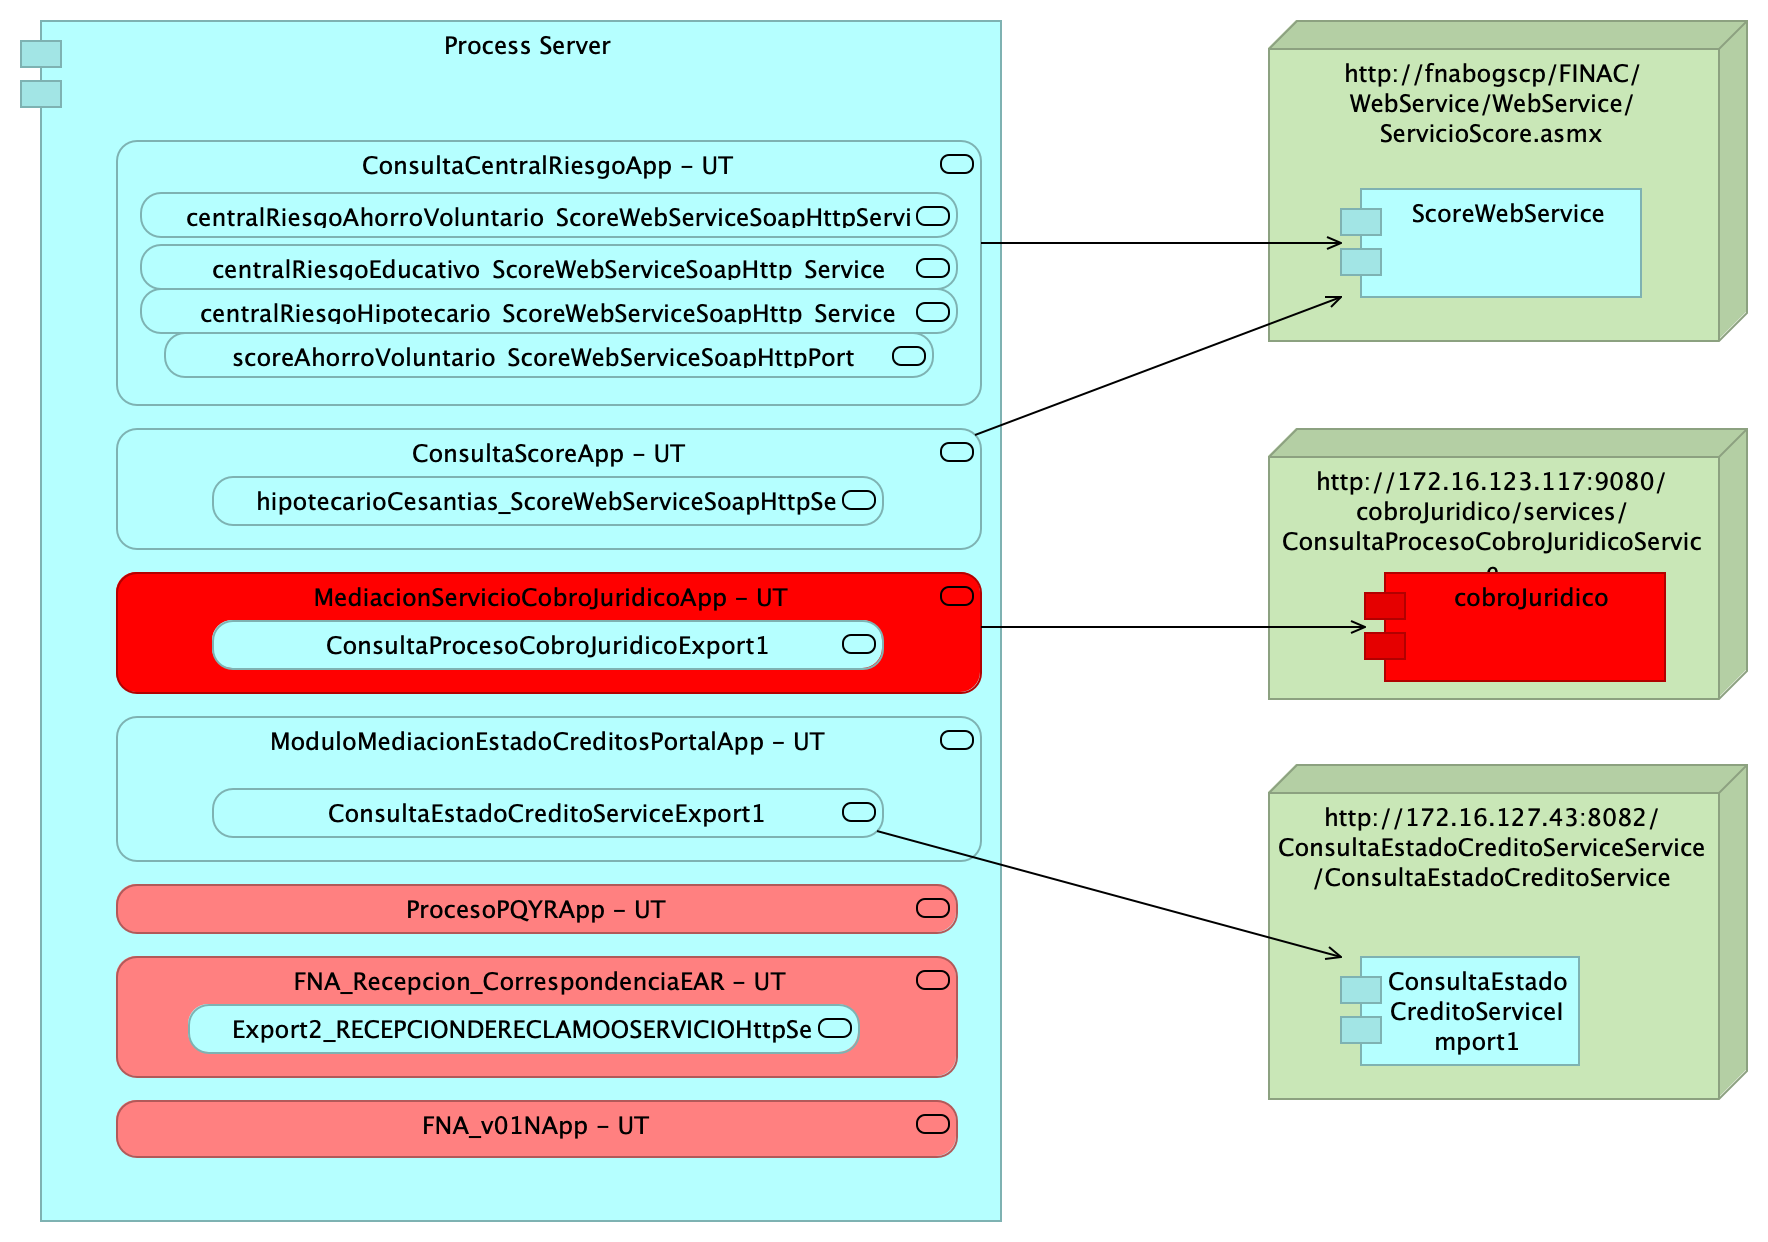 Process Server
ConsultaCentralRiesgoApp – UT
centralRiesgoAhorroVoluntario_ScoreWebServiceSoapHttpServi
centralRiesgoEducativo_ScoreWebServiceSoapHttp_Service
centralRiesgoHipotecario_ScoreWebServiceSoapHttp_Service
scoreAhorroVoluntario_ScoreWebServiceSoapHttpPort
ConsultaScoreApp – UT
hipotecarioCesantias_ScoreWebServiceSoapHttpSe
MediacionServicioCobroJuridicoApp – UT
ConsultaProcesoCobroJuridicoExport1
ModuloMediacionEstadoCreditosPortalApp – UT
ConsultaEstadoCreditoServiceExport1
ProcesoPQYRApp – UT
FNA_Recepcion_CorrespondenciaEAR – UT
Export2_RECEPCIONDERECLAMOOSERVICIOHttpSe
FNA_v01NApp – UT
http://fnabogscp/FINAC/
WebService/WebService/
ServicioScore.asmx
ScoreWebService
http://172.16.123.117:9080/
cobroJuridico/services/
ConsultaProcesoCobroJuridicoServic
cobroJuridico
http://172.16.127.43:8082/
ConsultaEstadoCreditoServiceService
/ConsultaEstadoCreditoService
ConsultaEstado
CreditoServiceI
mport1